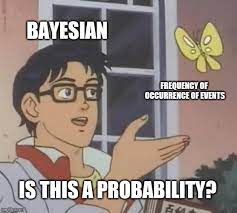 BAYESIAN
FREQUENCY OF
OCCURRENCE OF EVENTS
IS THIS A PROBABILITY?